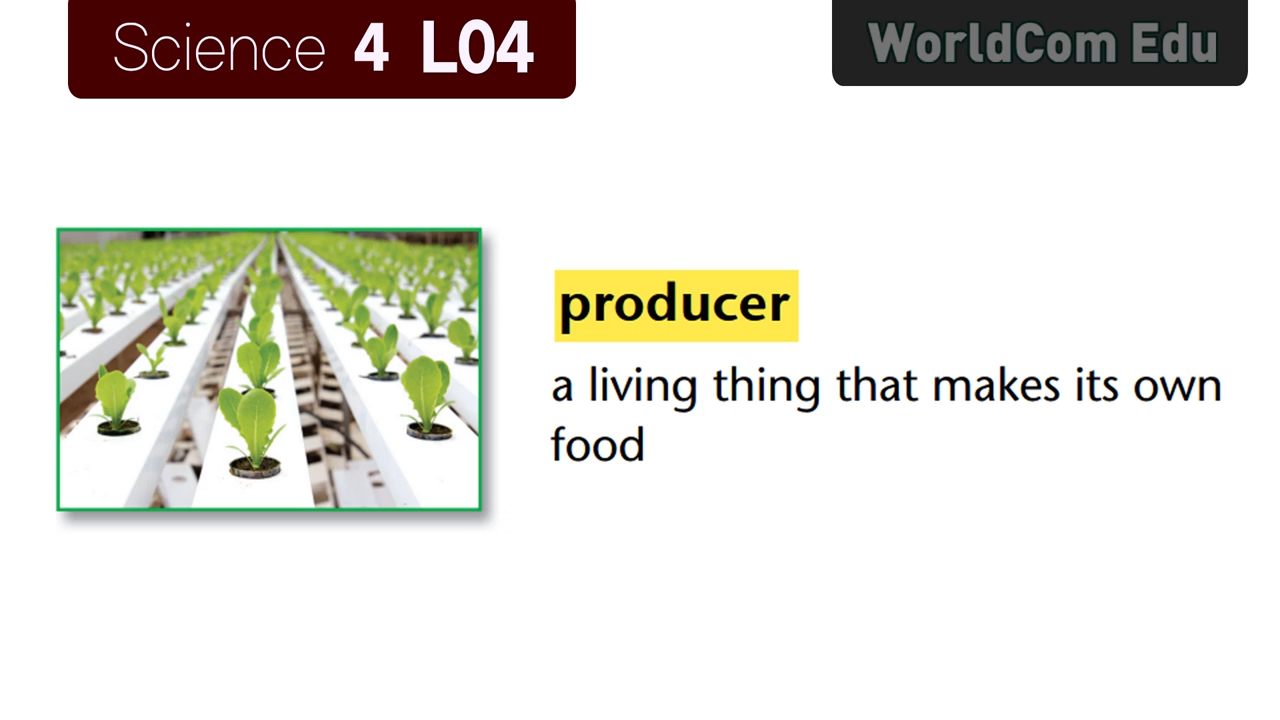 Science 4 L04
WorldCom Edu
producer
a living thing that makes its own
food